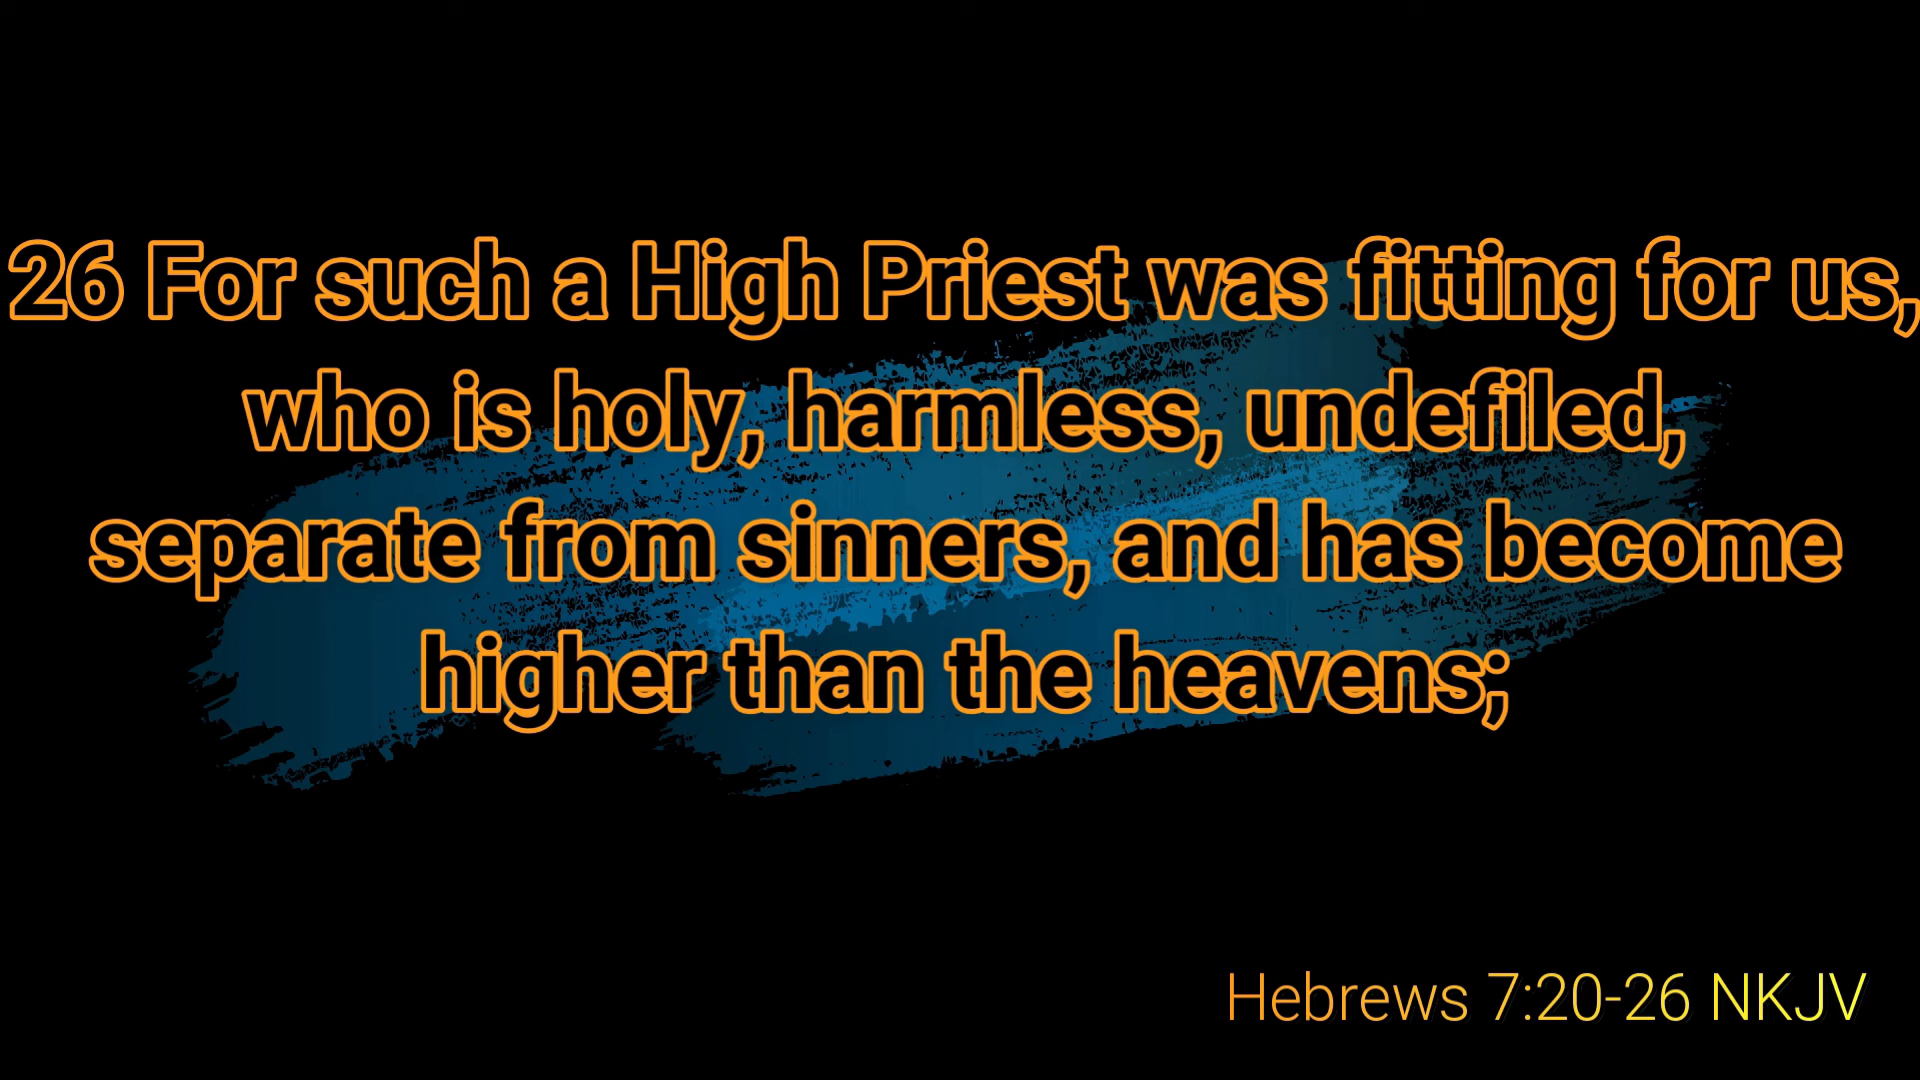 26 For such a High Priest was fitting for us,
who is holy, harmless, undefiled,
separate from sinners, and has become
higher than the heavens;
Hebrews 7:20-26 NKJV